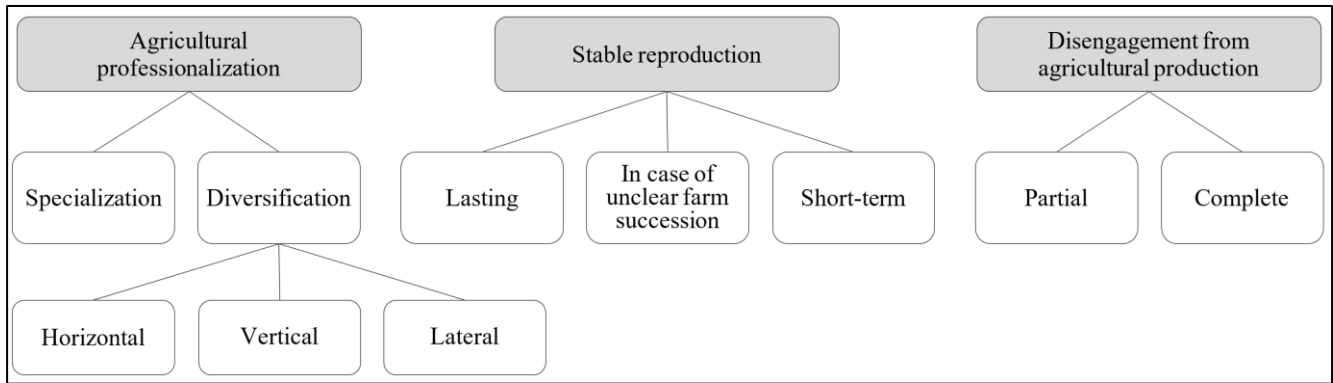 Agricultural
professionalization
Stable reproduction
Disengagement from
agricultural production
Specialization
Diversification
Lasting
In case of
unclear farm
succession
Short-term
Partial
Complete
Horizontal
Vertical
Lateral